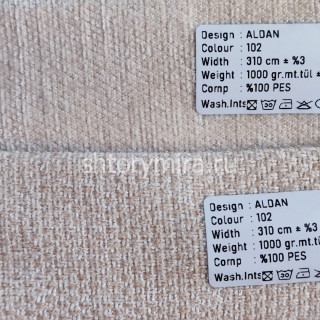 Design : ALDAN
Colour : 102
Width : 310 cm ± %3
Weight : 1000 gr.mt.tül ±
Comp : %100 PES
Wash.Ints 30
shtorymira.ru
Design : ALDAN
Colour : 102
Width : 310 cm ± %3
Weight : 1000 gr.mt.tül
Comp : %100 PES
Wash.Ints 30